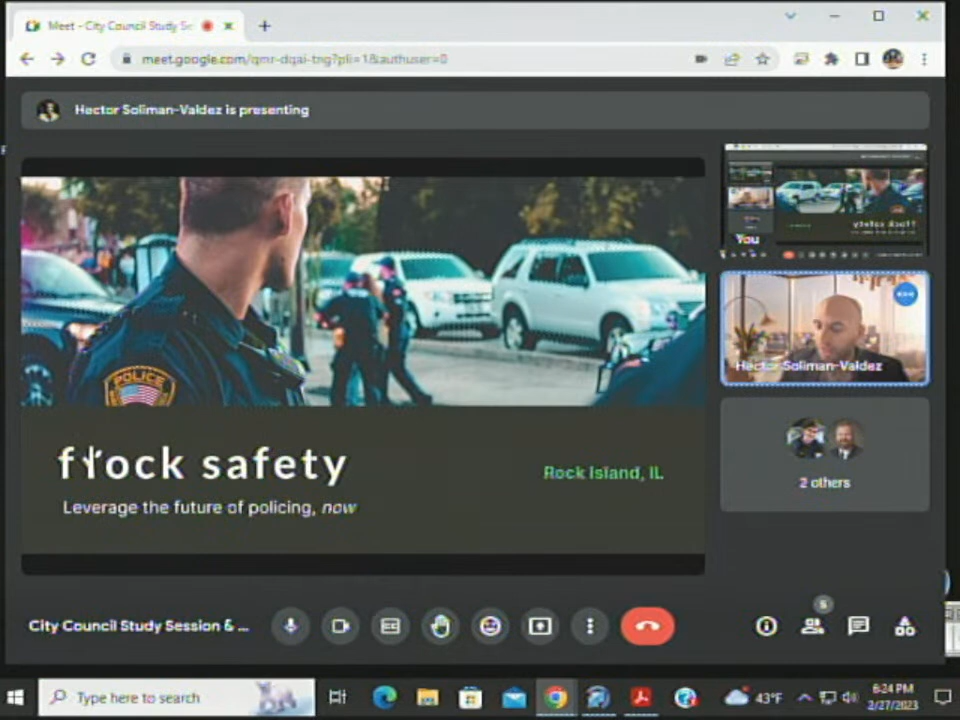 Meet - City Council Study Se
meet.google.com/qmr-dqai-tng?pli=1&authuser=0
Hector Soliman-Valdez is presenting
You
POLICE
Hector Soliman-Valdez
flock safety
Rock Island, IL
Leverage the future of policing, now
2 others
City Council Study Session & ...
5
Type here to search
43°F
6:24 PM
2/27/2023